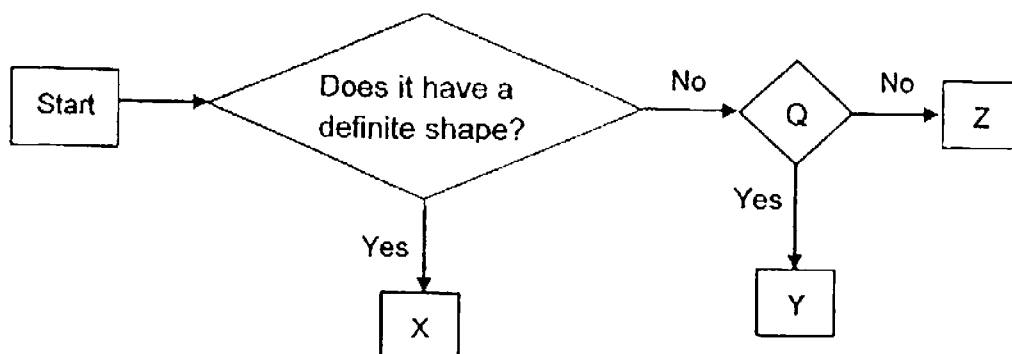 Start
Does it have a
definite shape?
No
Q
No
Z
Yes
X
Yes
Y